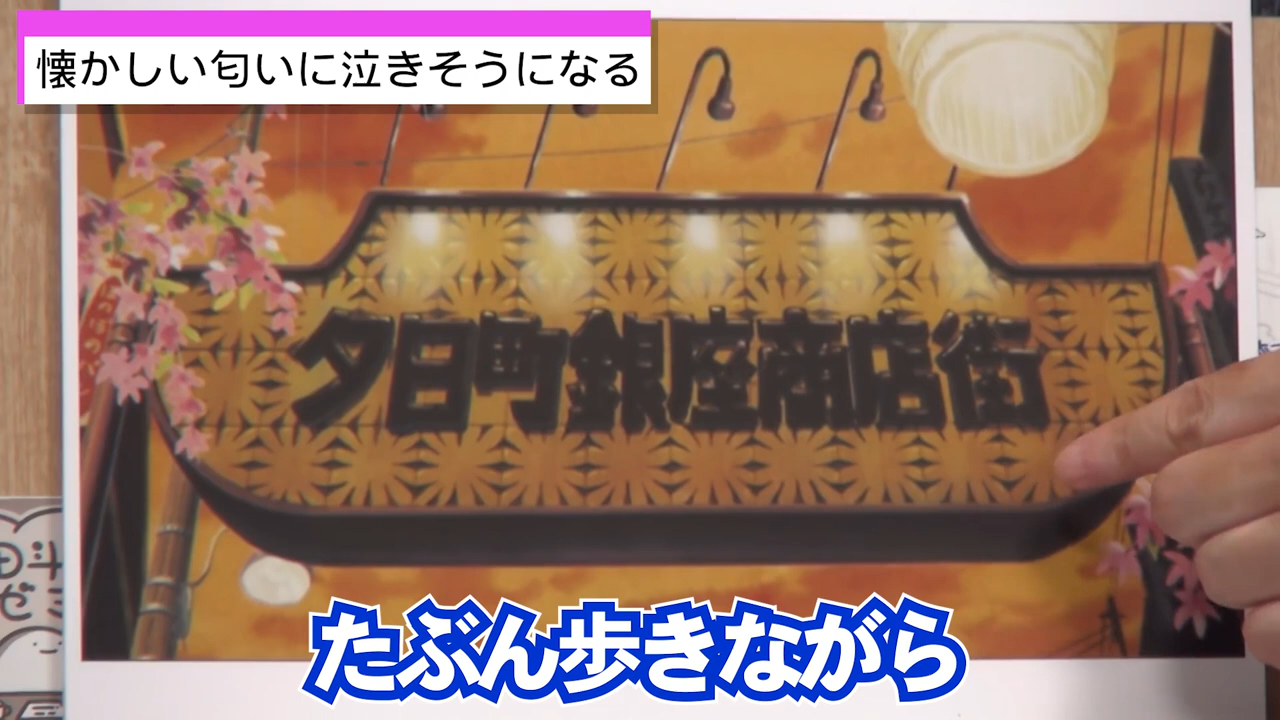 懐かしい匂いに泣きそうになる
夕日町銀座商店街
たぶん歩きながら